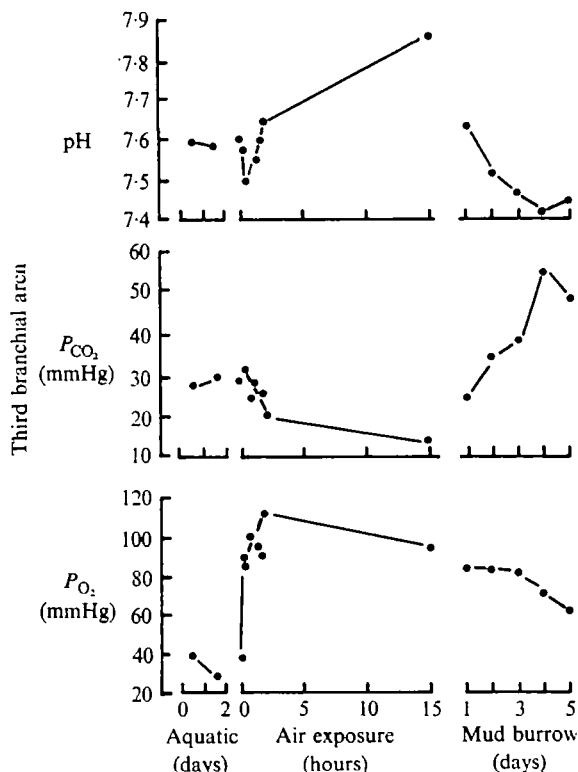 Third branchial arcn
7·9
7·8
7·7
pH
7·6
7·5
7·4
60
50
40
P_CO₂
(mmHg)
30
20
10
120
100
80
P_O₂
(mmHg)
60
40
20
0 2 0 5 10 15 1 3 5
Aquatic Air exposure Mud burrow
(days) (hours) (days)